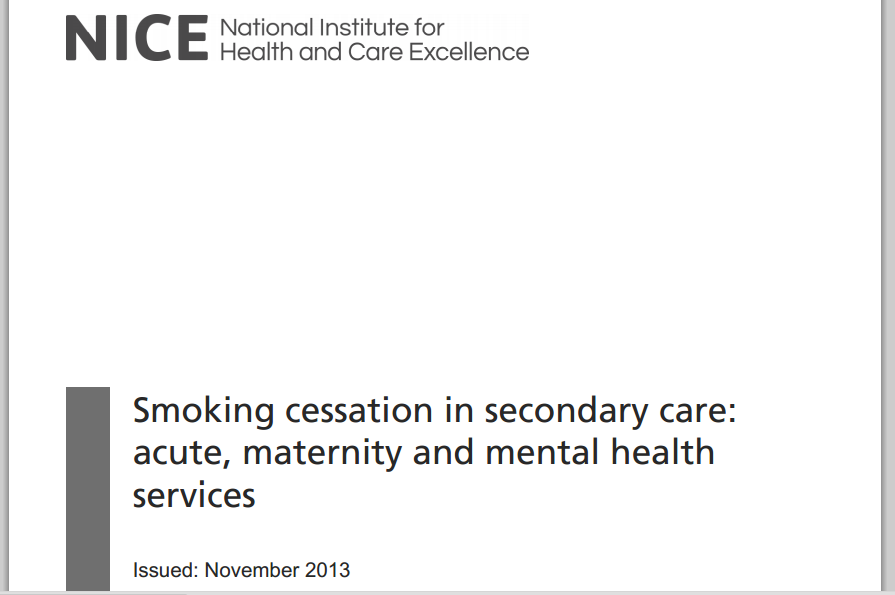 NICE National Institute for
Health and Care Excellence
Smoking cessation in secondary care:
acute, maternity and mental health
services
Issued: November 2013